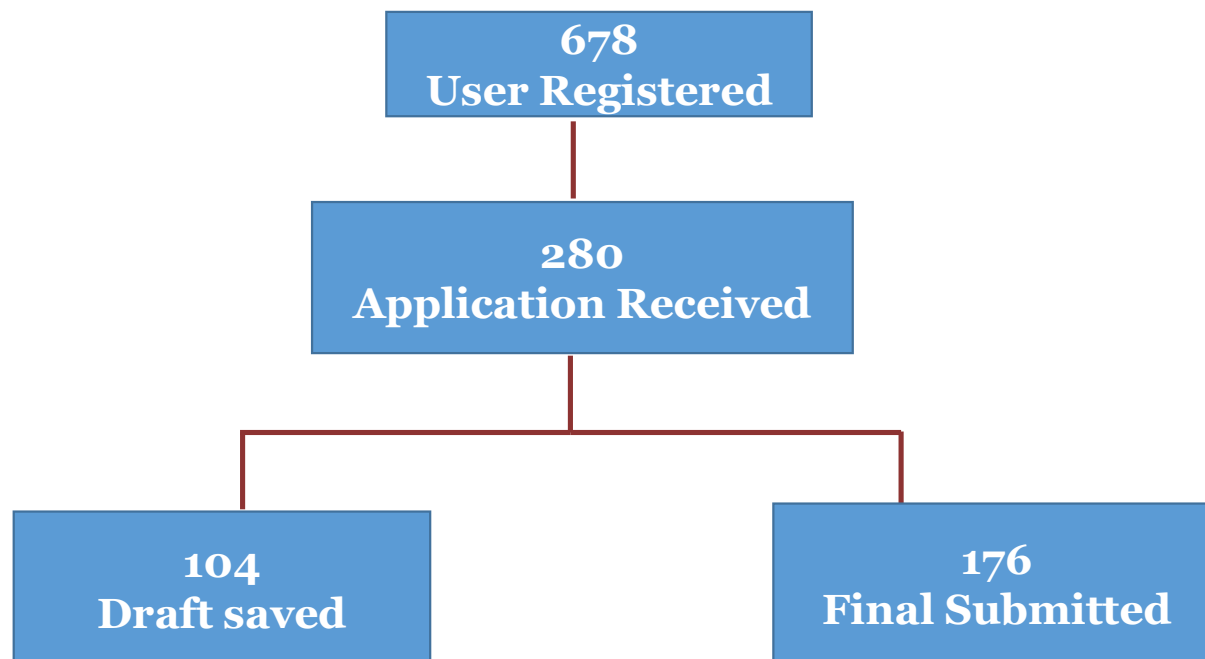 678
User Registered
280
Application Received
104
Draft saved
176
Final Submitted